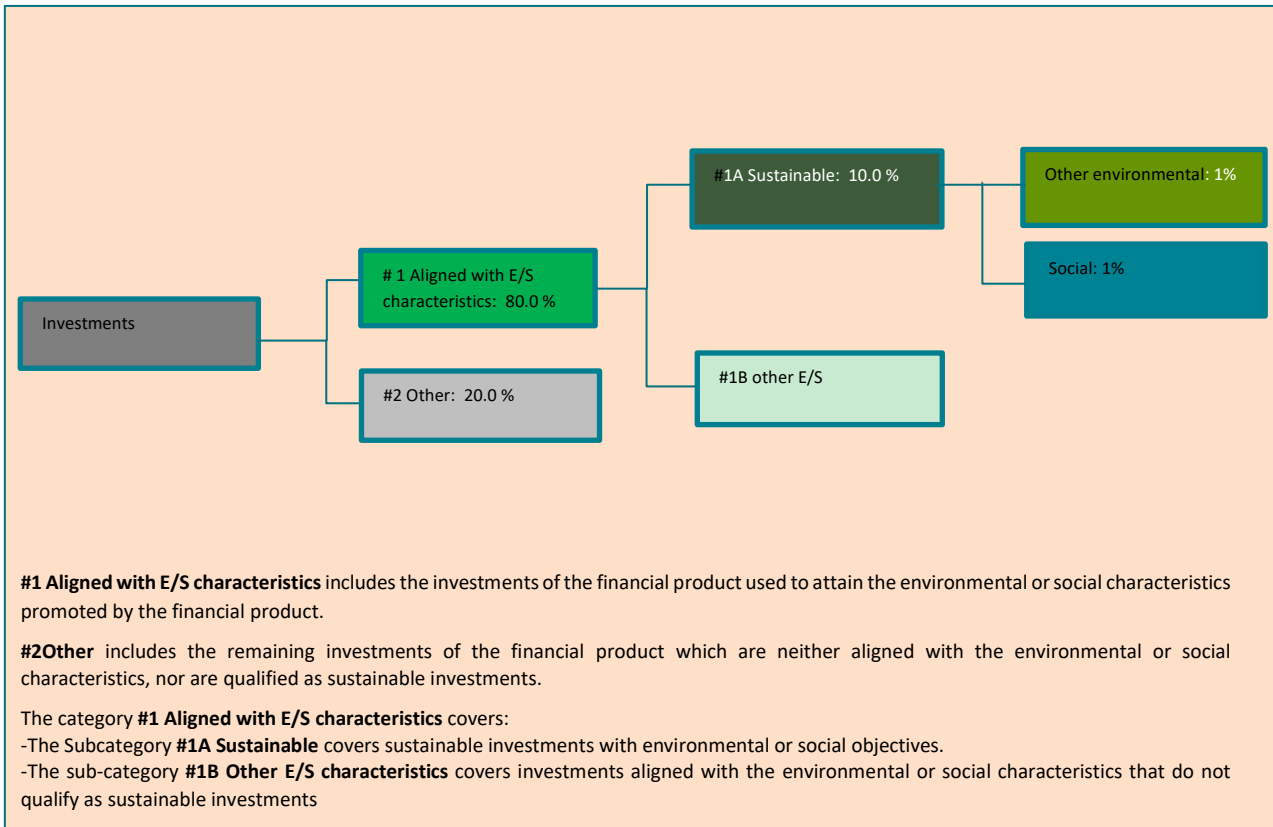 #1A Sustainable: 10.0 %
Other environmental: 1%
# 1 Aligned with E/S
characteristics: 80.0 %
Social: 1%
Investments
#2 Other: 20.0 %
#1B other E/S
#1 Aligned with E/S characteristics includes the investments of the financial product used to attain the environmental or social characteristics
promoted by the financial product.
#2Other includes the remaining investments of the financial product which are neither aligned with the environmental or social
characteristics, nor are qualified as sustainable investments.
The category #1 Aligned with E/S characteristics covers:
-The Subcategory #1A Sustainable covers sustainable investments with environmental or social objectives.
-The sub-category #1B Other E/S characteristics covers investments aligned with the environmental or social characteristics that do not
qualify as sustainable investments